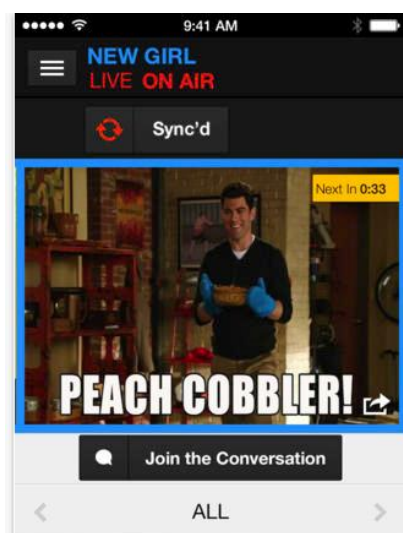 9:41 AM
NEW GIRL
LIVE ON AIR
Sync'd
Next In 0:33
PEACH COBBLER!
Join the Conversation
ALL